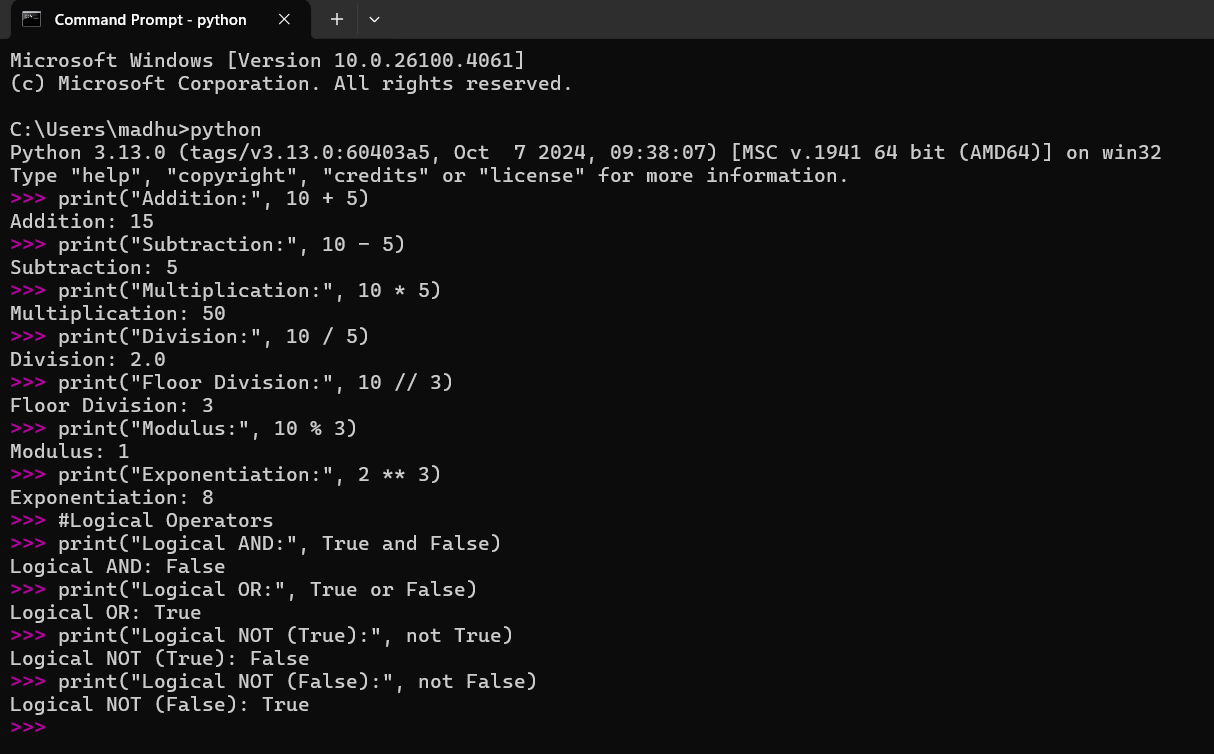 Command Prompt - python
Microsoft Windows [Version 10.0.26100.4061]
(c) Microsoft Corporation. All rights reserved.
C:\Users\madhu>python
Python 3.13.0 (tags/v3.13.0:60403a5, Oct  7 2024, 09:38:07) [MSC v.1941 64 bit (AMD64)] on win32
Type "help", "copyright", "credits" or "license" for more information.
>>> print("Addition:", 10 + 5)
Addition: 15
>>> print("Subtraction:", 10 - 5)
Subtraction: 5
>>> print("Multiplication:", 10 * 5)
Multiplication: 50
>>> print("Division:", 10 / 5)
Division: 2.0
>>> print("Floor Division:", 10 // 3)
Floor Division: 3
>>> print("Modulus:", 10 % 3)
Modulus: 1
>>> print("Exponentiation:", 2 ** 3)
Exponentiation: 8
>>> #Logical Operators
>>> print("Logical AND:", True and False)
Logical AND: False
>>> print("Logical OR:", True or False)
Logical OR: True
>>> print("Logical NOT (True):", not True)
Logical NOT (True): False
>>> print("Logical NOT (False):", not False)
Logical NOT (False): True
>>>